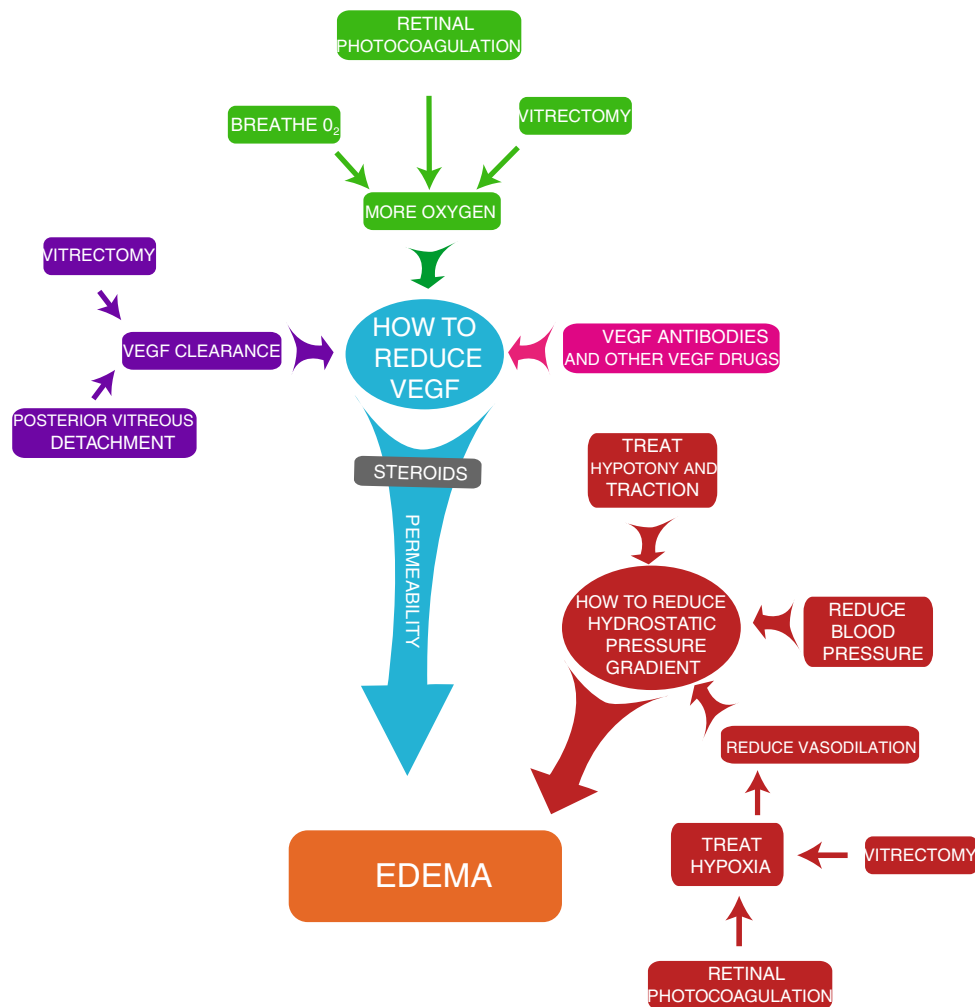 RETINAL
PHOTOCOAGULATION
BREATHE 0₂
VITRECTOMY
MORE OXYGEN
VITRECTOMY
VEGF CLEARANCE
POSTERIOR VITREOUS
DETACHMENT
HOW TO
REDUCE
VEGF
VEGF ANTIBODIES
AND OTHER VEGF DRUGS
STEROIDS
PERMEABILITY
TREAT
HYPOTONY AND
TRACTION
HOW TO REDUCE
HYDROSTATIC
PRESSURE
GRADIENT
REDUCE
BLOOD
PRESSURE
REDUCE VASODILATION
TREAT
HYPOXIA
VITRECTOMY
EDEMA
RETINAL
PHOTOCOAGULATION